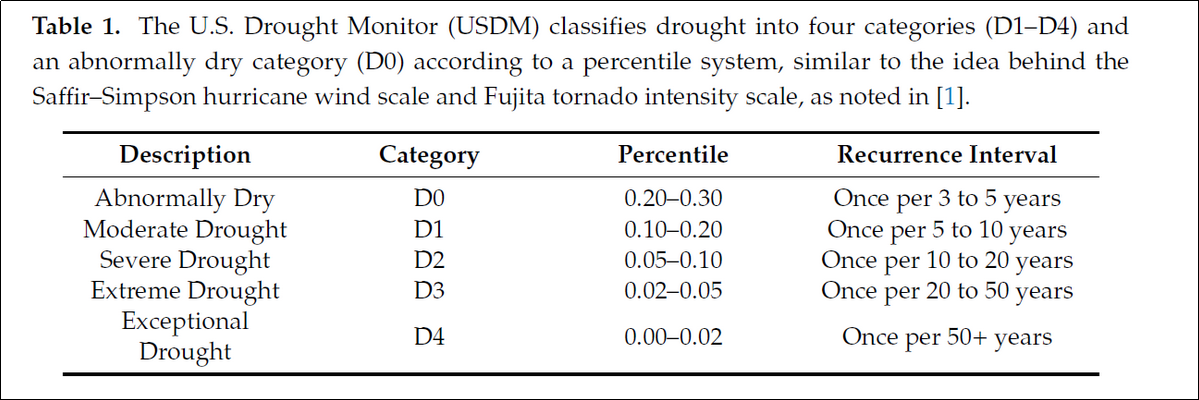 Table 1. The U.S. Drought Monitor (USDM) classifies drought into four categories (D1–D4) and
an abnormally dry category (D0) according to a percentile system, similar to the idea behind the
Saffir–Simpson hurricane wind scale and Fujita tornado intensity scale, as noted in [1].
Description Category Percentile Recurrence Interval
Abnormally Dry D0 0.20–0.30 Once per 3 to 5 years
Moderate Drought D1 0.10–0.20 Once per 5 to 10 years
Severe Drought D2 0.05–0.10 Once per 10 to 20 years
Extreme Drought D3 0.02–0.05 Once per 20 to 50 years
Exceptional
Drought D4 0.00–0.02 Once per 50+ years